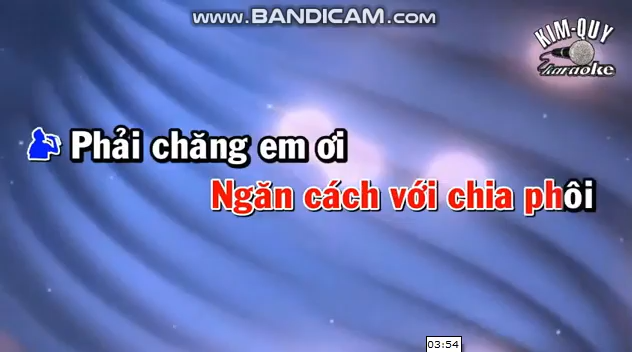 www.BANDICAM.com
KIM-QUY
karaoke
Phải chăng em ơi
Ngăn cách với chia phôi
03:54